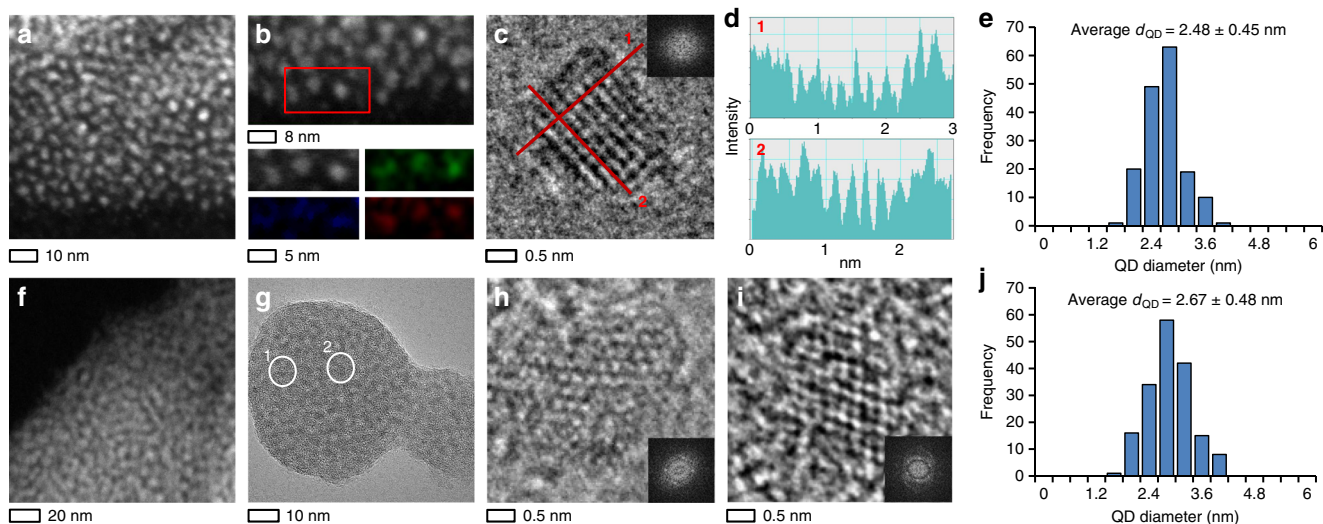 a
10 nm
b
8 nm
5 nm
c
1
2
0.5 nm
d
1
0 1 2 3
Intensity
2
0 1 2
nm
e
Average dQD = 2.48 ± 0.45 nm
70
60
50
40
30
20
10
0
Frequency
0 1.2 2.4 3.6 4.8 6
QD diameter (nm)
f
20 nm
g
1
2
10 nm
h
0.5 nm
i
0.5 nm
j
Average dQD = 2.67 ± 0.48 nm
70
60
50
40
30
20
10
0
Frequency
0 1.2 2.4 3.6 4.8 6
QD diameter (nm)